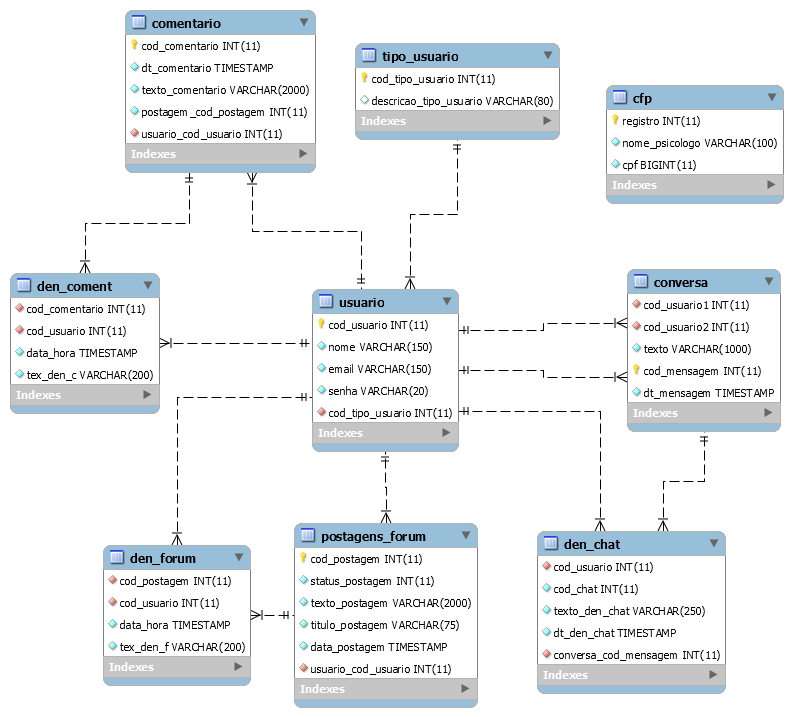 comentario
cod_comentario INT(11)
dt_comentario TIMESTAMP
texto_comentario VARCHAR(2000)
postagem _cod_postagem INT(11)
usuario_cod_usuario INT(11)
Indexes
tipo_usuario
cod_tipo_usuario INT(11)
descricao_tipo_usuario VARCHAR(80)
Indexes
cfp
registro INT(11)
nome_psicologo VARCHAR(100)
cpf BIGINT(11)
Indexes
den_coment
cod_comentario INT(11)
cod_usuario INT(11)
data_hora TIMESTAMP
tex_den_c VARCHAR(200)
Indexes
usuario
cod_usuario INT(11)
nome VARCHAR(150)
email VARCHAR(150)
senha VARCHAR(20)
cod_tipo_usuario INT(11)
Indexes
conversa
cod_usuario1 INT(11)
cod_usuario2 INT(11)
texto VARCHAR(1000)
cod_mensagem INT(11)
dt_mensagem TIMESTAMP
Indexes
den_forum
cod_postagem INT(11)
cod_usuario INT(11)
data_hora TIMESTAMP
tex_den_f VARCHAR(200)
Indexes
postagens_forum
cod_postagem INT(11)
status_postagem INT(11)
texto_postagem VARCHAR(2000)
titulo_postagem VARCHAR(75)
data_postagem TIMESTAMP
usuario_cod_usuario INT(11)
Indexes
den_chat
cod_usuario INT(11)
cod_chat INT(11)
texto_den_chat VARCHAR(250)
dt_den_chat TIMESTAMP
conversa_cod_mensagem INT(11)
Indexes